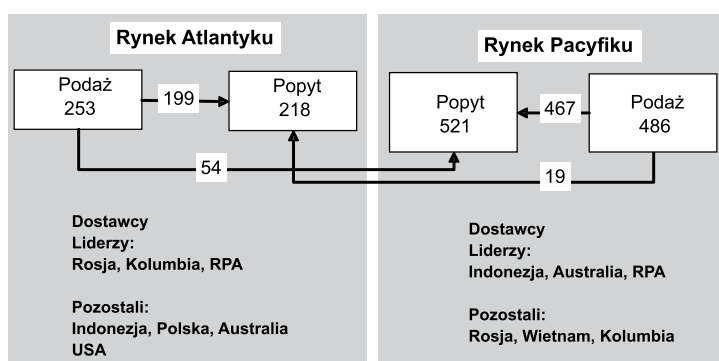 Rynek Atlantyku
Podaż
253
199
Popyt
218
54
Dostawcy
Liderzy:
Rosja, Kolumbia, RPA
Pozostali:
Indonezja, Polska, Australia
USA
Rynek Pacyfiku
Popyt
521
467
Podaż
486
19
Dostawcy
Liderzy:
Indonezja, Australia, RPA
Pozostali:
Rosja, Wietnam, Kolumbia